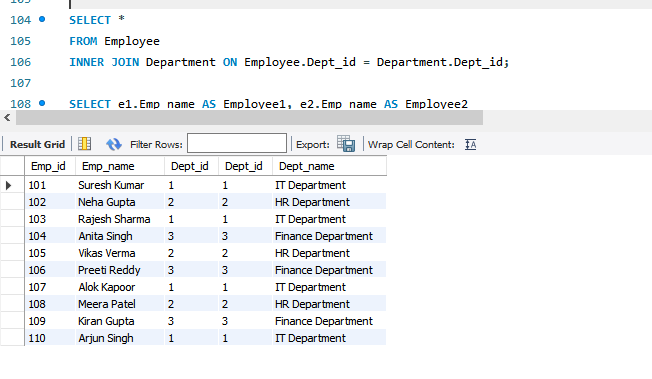 104 SELECT *
105 FROM Employee
106 INNER JOIN Department ON Employee.Dept_id = Department.Dept_id;
107
108 SELECT e1.Emp_name AS Employee1, e2.Emp_name AS Employee2
Result Grid Filter Rows: Export: Wrap Cell Content: IA
Emp_id Emp_name Dept_id Dept_id Dept_name
101 Suresh Kumar 1 1 IT Department
102 Neha Gupta 2 2 HR Department
103 Rajesh Sharma 1 1 IT Department
104 Anita Singh 3 3 Finance Department
105 Vikas Verma 2 2 HR Department
106 Preeti Reddy 3 3 Finance Department
107 Alok Kapoor 1 1 IT Department
108 Meera Patel 2 2 HR Department
109 Kiran Gupta 3 3 Finance Department
110 Arjun Singh 1 1 IT Department